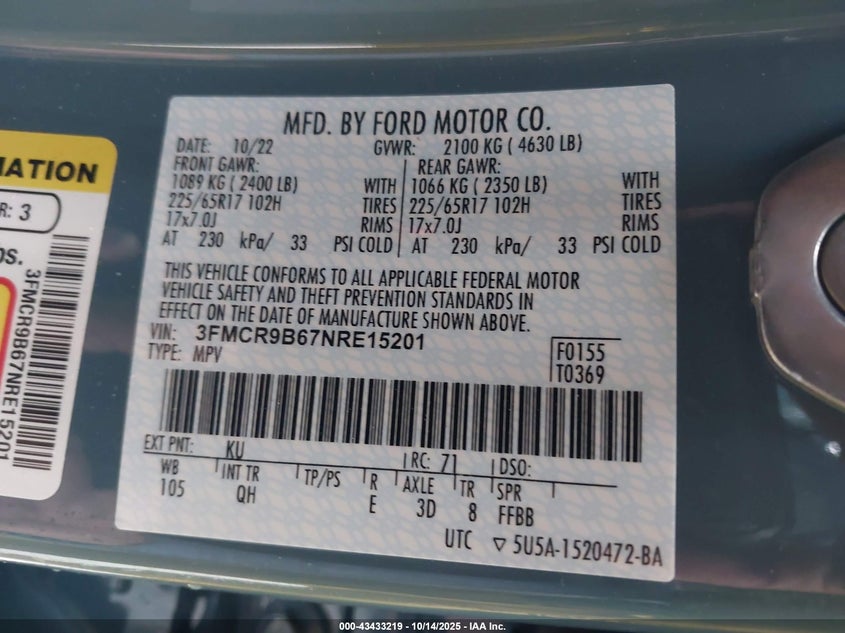 MATION
R: 3
bs.
3FMCR9B67NRE15201
MFD. BY FORD MOTOR CO.
DATE: 10/22 GVWR: 2100 KG ( 4630 LB)
FRONT GAWR: REAR GAWR:
1089 KG ( 2400 LB) WITH 1066 KG ( 2350 LB) WITH
225/65R17 102H TIRES 225/65R17 102H TIRES
17x7.0J RIMS 17x7.0J RIMS
AT 230 kPa/ 33 PSI COLD AT 230 kPa/ 33 PSI COLD
THIS VEHICLE CONFORMS TO ALL APPLICABLE FEDERAL MOTOR
VEHICLE SAFETY AND THEFT PREVENTION STANDARDS IN
EFFECT ON THE DATE OF MANUFACTURE SHOWN ABOVE.
VIN: 3FMCR9B67NRE15201
TYPE: MPV
F0155
T0369
EXT PNT: KU RC: 71 DSO:
WB INT TR TP/PS R AXLE TR SPR
105 QH E 3D 8 FFBB
UTC ▽ 5U5A-1520472-BA
000-43433219 - 10/14/2025 - IAA Inc.